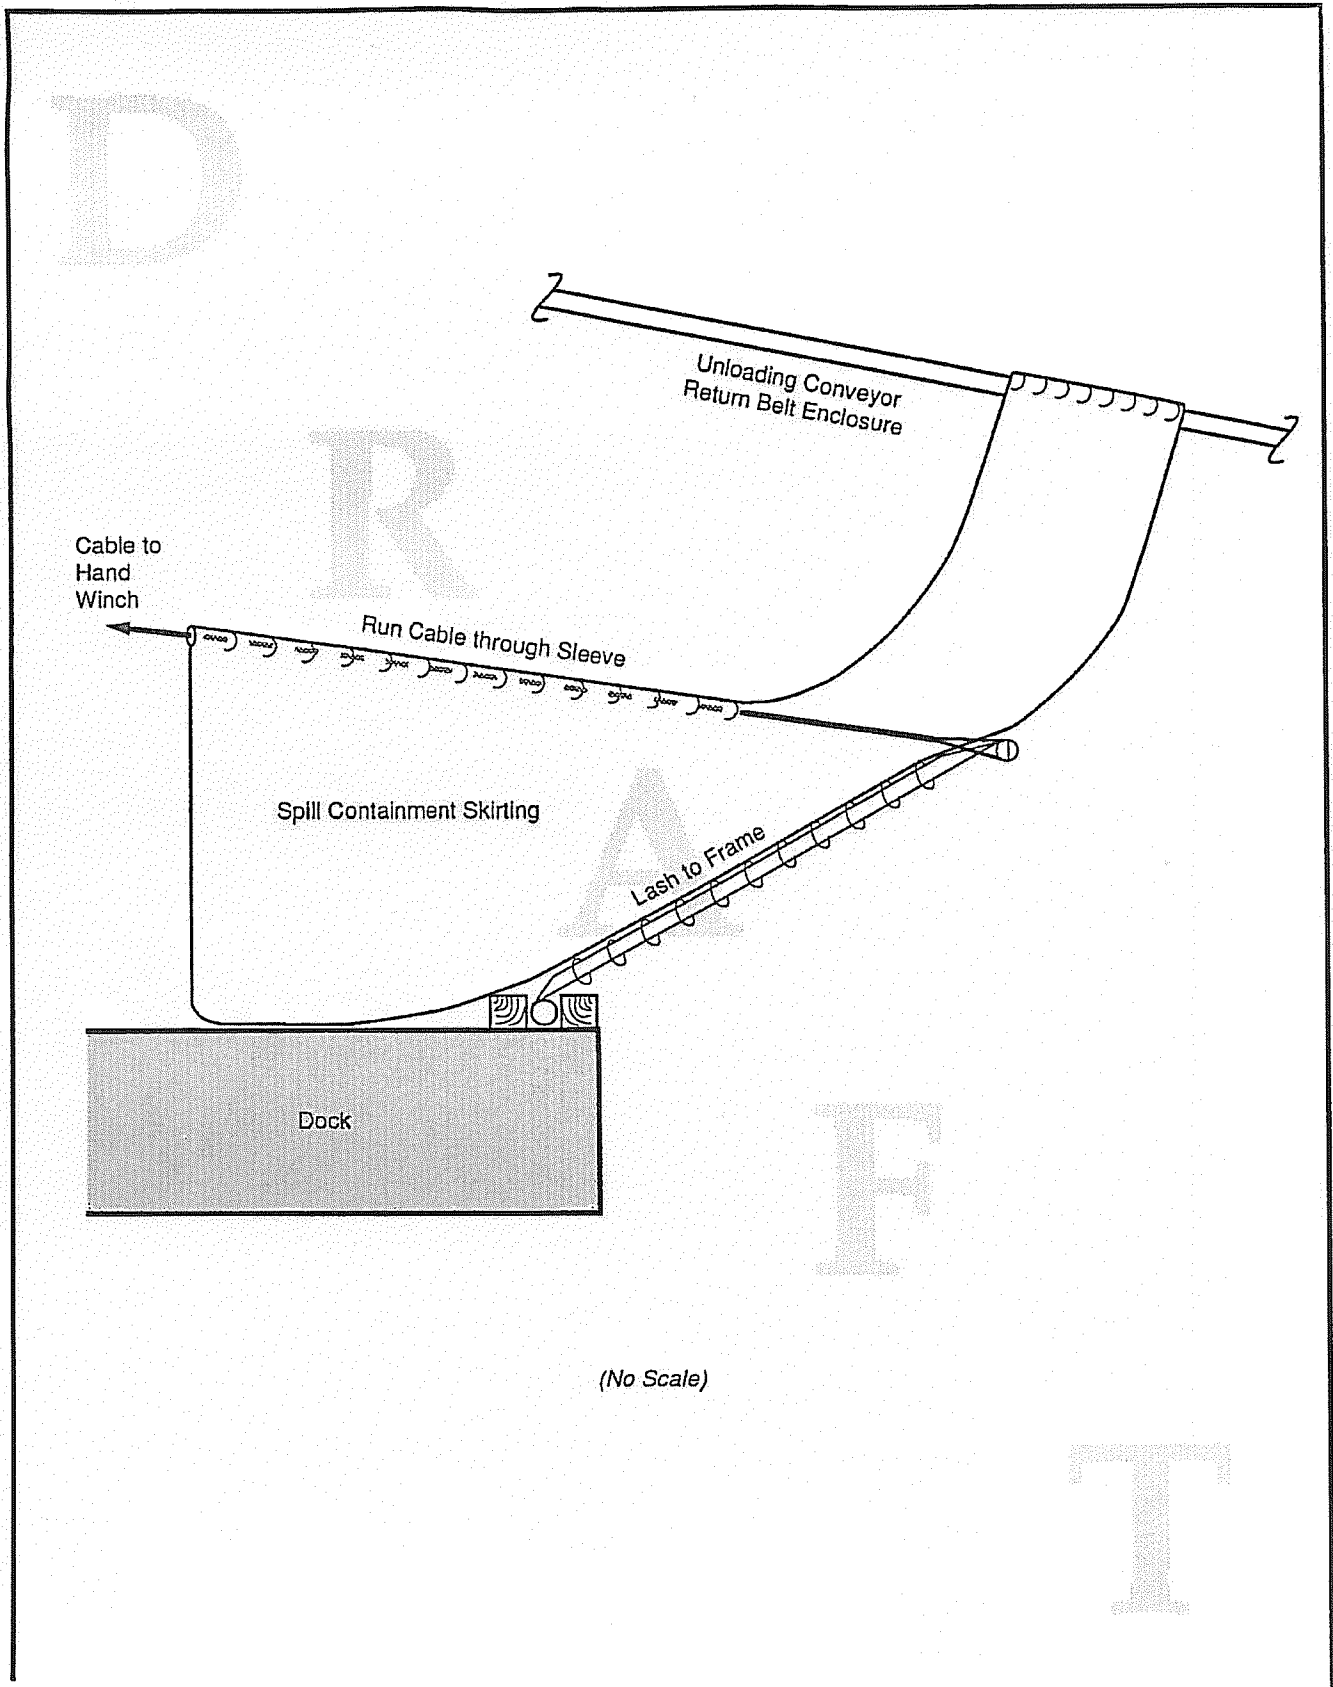 D
Unloading Conveyor
Return Belt Enclosure
R
Cable to
Hand
Winch
Run Cable through Sleeve
Spill Containment Skirting
A
Lash to Frame
Dock
F
(No Scale)
T